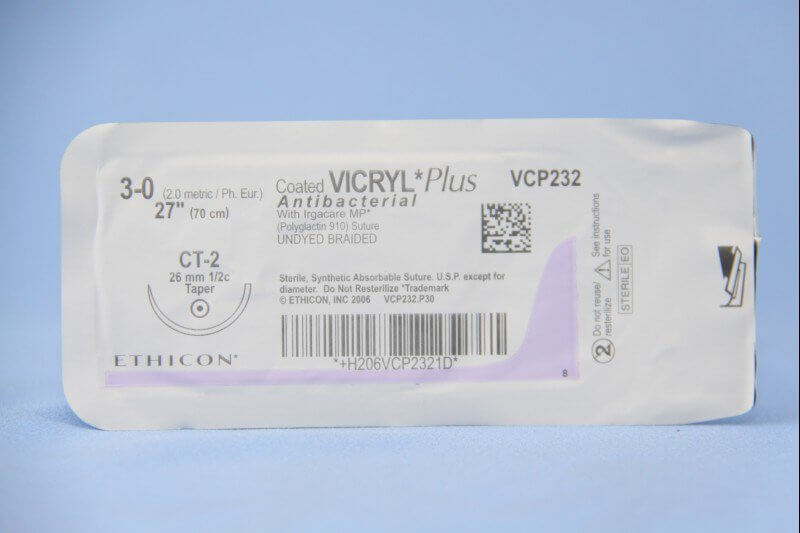 3-0 (2.0 metric / Ph. Eur.)
27" (70 cm)
CT-2
26 mm 1/2c
Taper
ETHICON*
Coated VICRYL* Plus
Antibacterial
With Irgacare MP*
(Polyglactin 910) Suture
UNDYED BRAIDED
VCP232
Sterile, Synthetic Absorbable Suture. U.S.P. except for
diameter. Do Not Resterilize *Trademark
© ETHICON, INC 2006 VCP232.P30
*+H206VCP2321D*
8
2 Do not reuse/
resterilize
See instructions
for use
STERILE EO